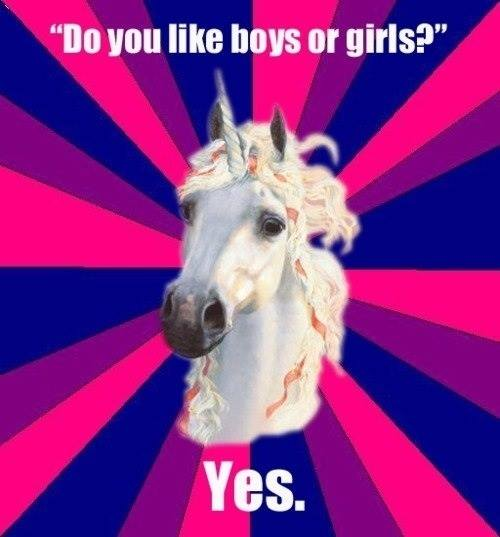 “Do you like boys or girls?”
Yes.